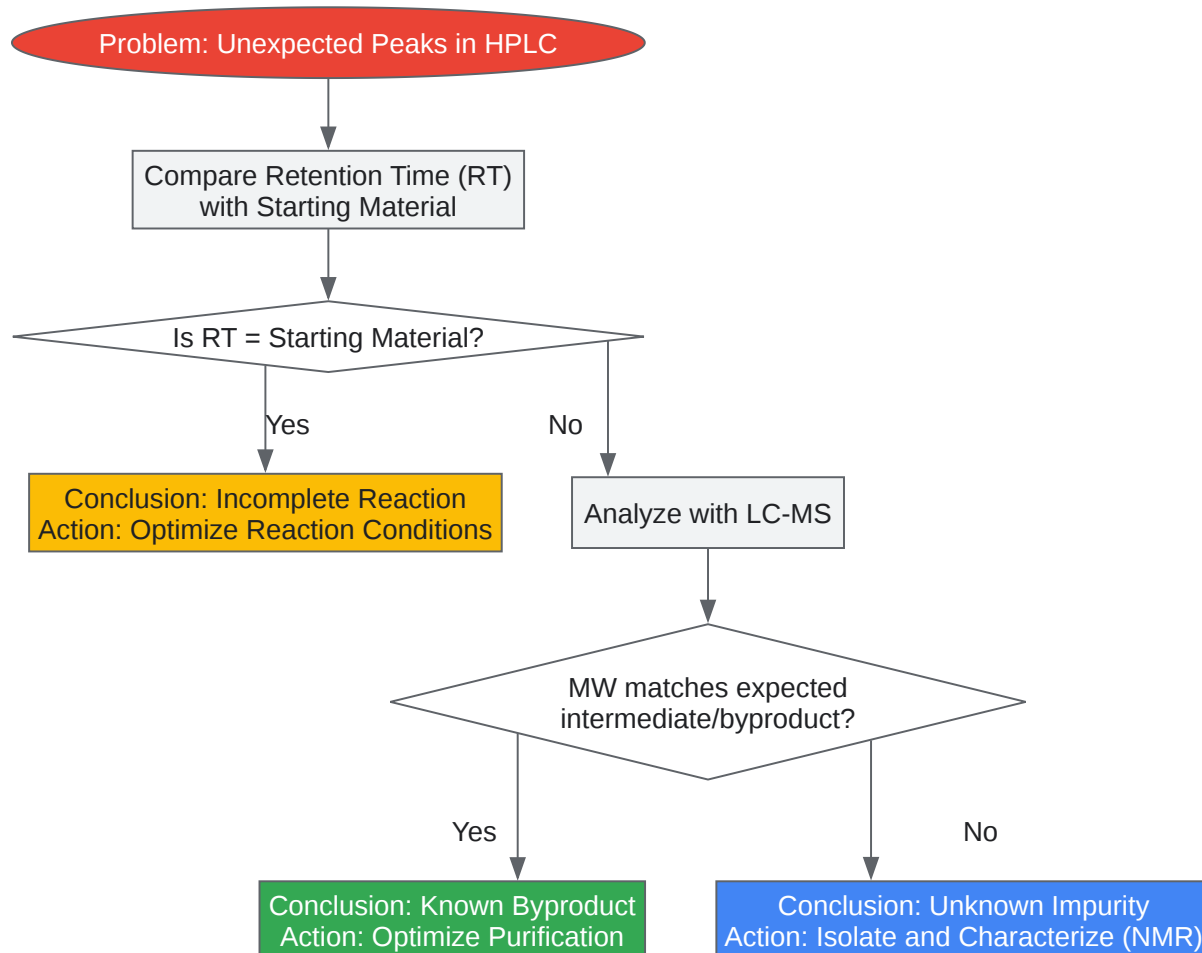 Problem: Unexpected Peaks in HPLC
Compare Retention Time (RT)
with Starting Material
Is RT = Starting Material?
Yes
No
Conclusion: Incomplete Reaction
Action: Optimize Reaction Conditions
Analyze with LC-MS
MW matches expected
intermediate/byproduct?
Yes
No
Conclusion: Known Byproduct
Action: Optimize Purification
Conclusion: Unknown Impurity
Action: Isolate and Characterize (NMR)